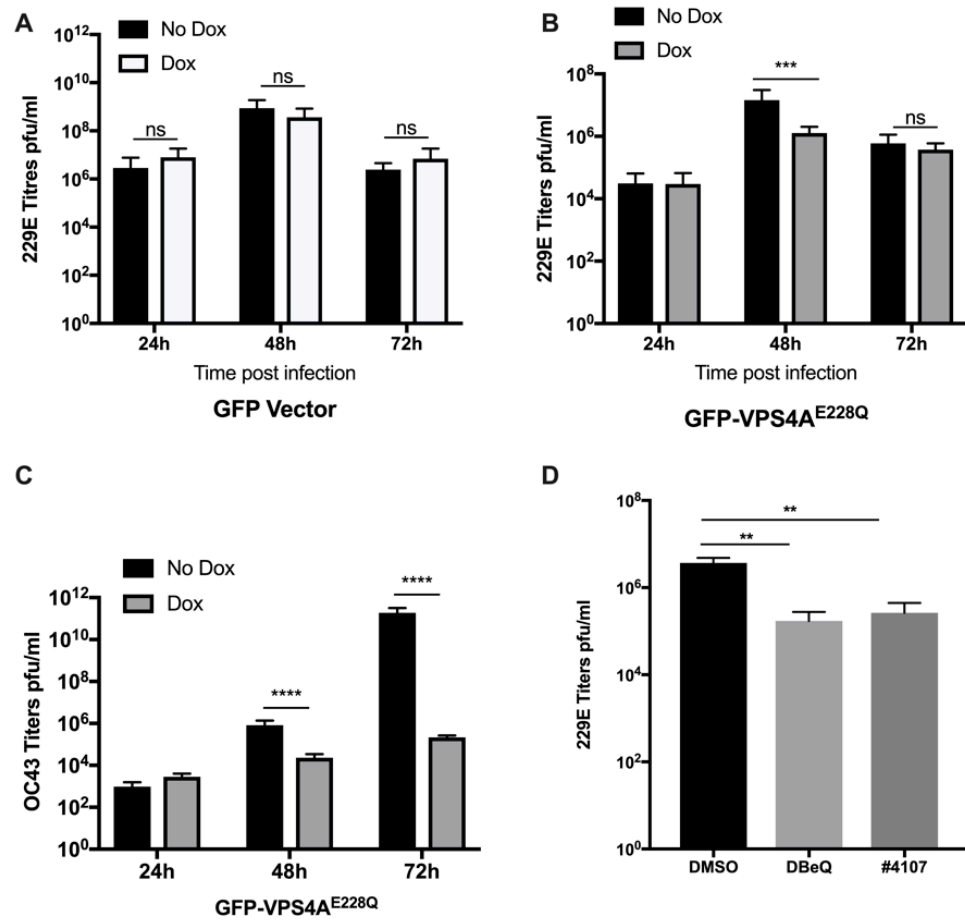 A
No Dox
Dox
229E Titres pfu/ml
10^12
10^10
10^8
10^6
10^4
10^2
10^0
ns
ns
ns
24h 48h 72h
Time post infection
GFP Vector
B
No Dox
Dox
229E Titers pfu/ml
10^8
10^6
10^4
10^2
10^0
***
ns
24h 48h 72h
Time post infection
GFP-VPS4A^E228Q
C
No Dox
Dox
OC43 Titers pfu/ml
10^12
10^10
10^8
10^6
10^4
10^2
10^0
****
****
24h 48h 72h
GFP-VPS4A^E228Q
D
229E Titers pfu/ml
10^8
10^6
10^4
10^2
10^0
**
**
DMSO DBeQ #4107